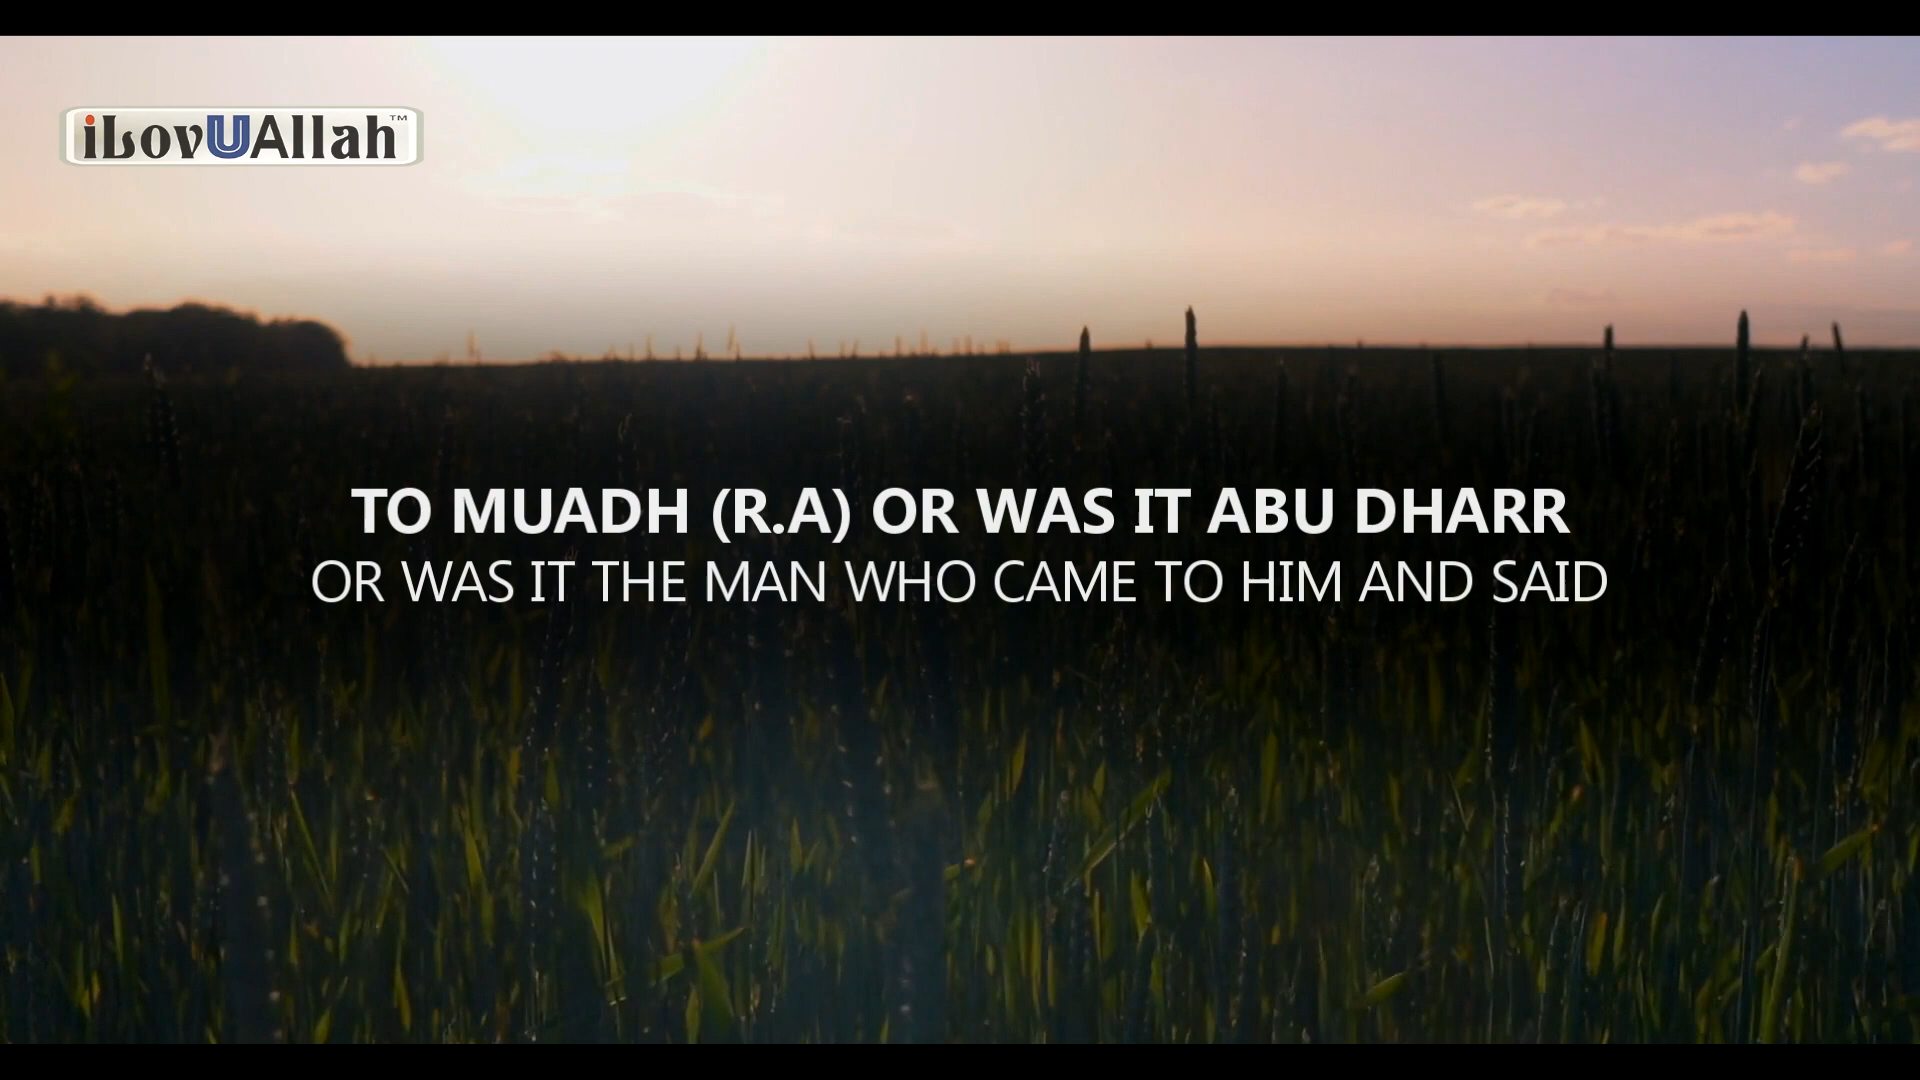 iLovUAllah™
TO MUADH (R.A) OR WAS IT ABU DHARR
OR WAS IT THE MAN WHO CAME TO HIM AND SAID